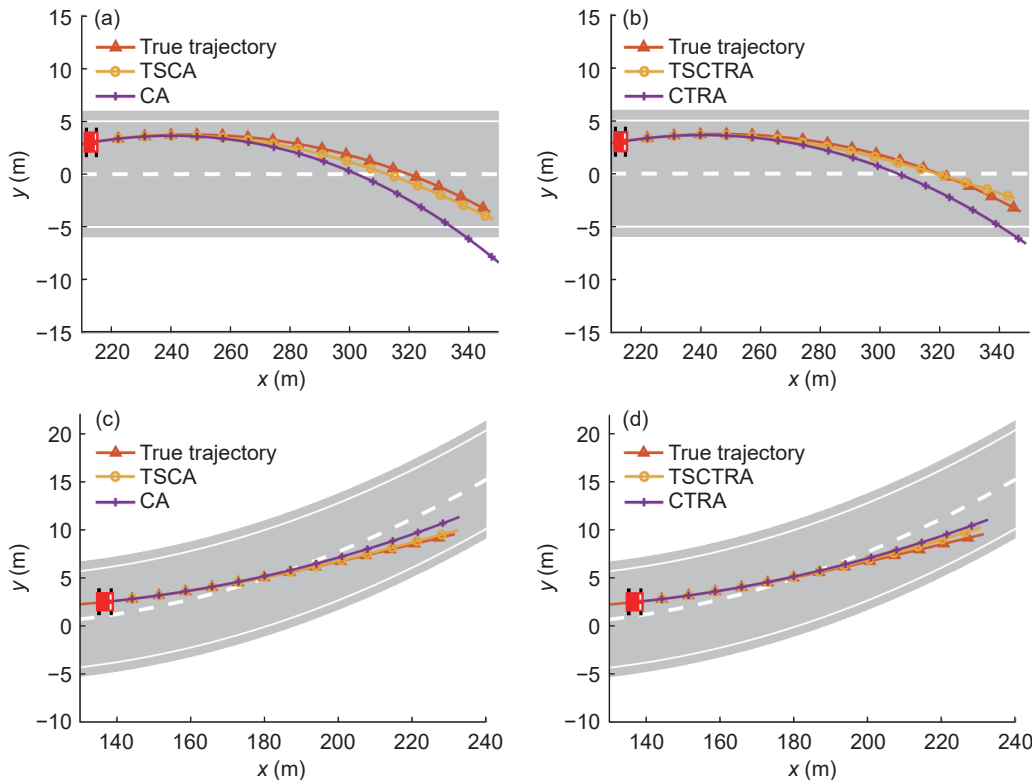 (a)
True trajectory
TSCA
CA
15
10
5
0
−5
−10
−15
y (m)
220 240 260 280 300 320 340
x (m)
(b)
True trajectory
TSCTRA
CTRA
15
10
5
0
−5
−10
−15
y (m)
220 240 260 280 300 320 340
x (m)
(c)
True trajectory
TSCA
CA
20
15
10
5
0
−5
−10
y (m)
140 160 180 200 220 240
x (m)
(d)
True trajectory
TSCTRA
CTRA
20
15
10
5
0
−5
−10
y (m)
140 160 180 200 220 240
x (m)